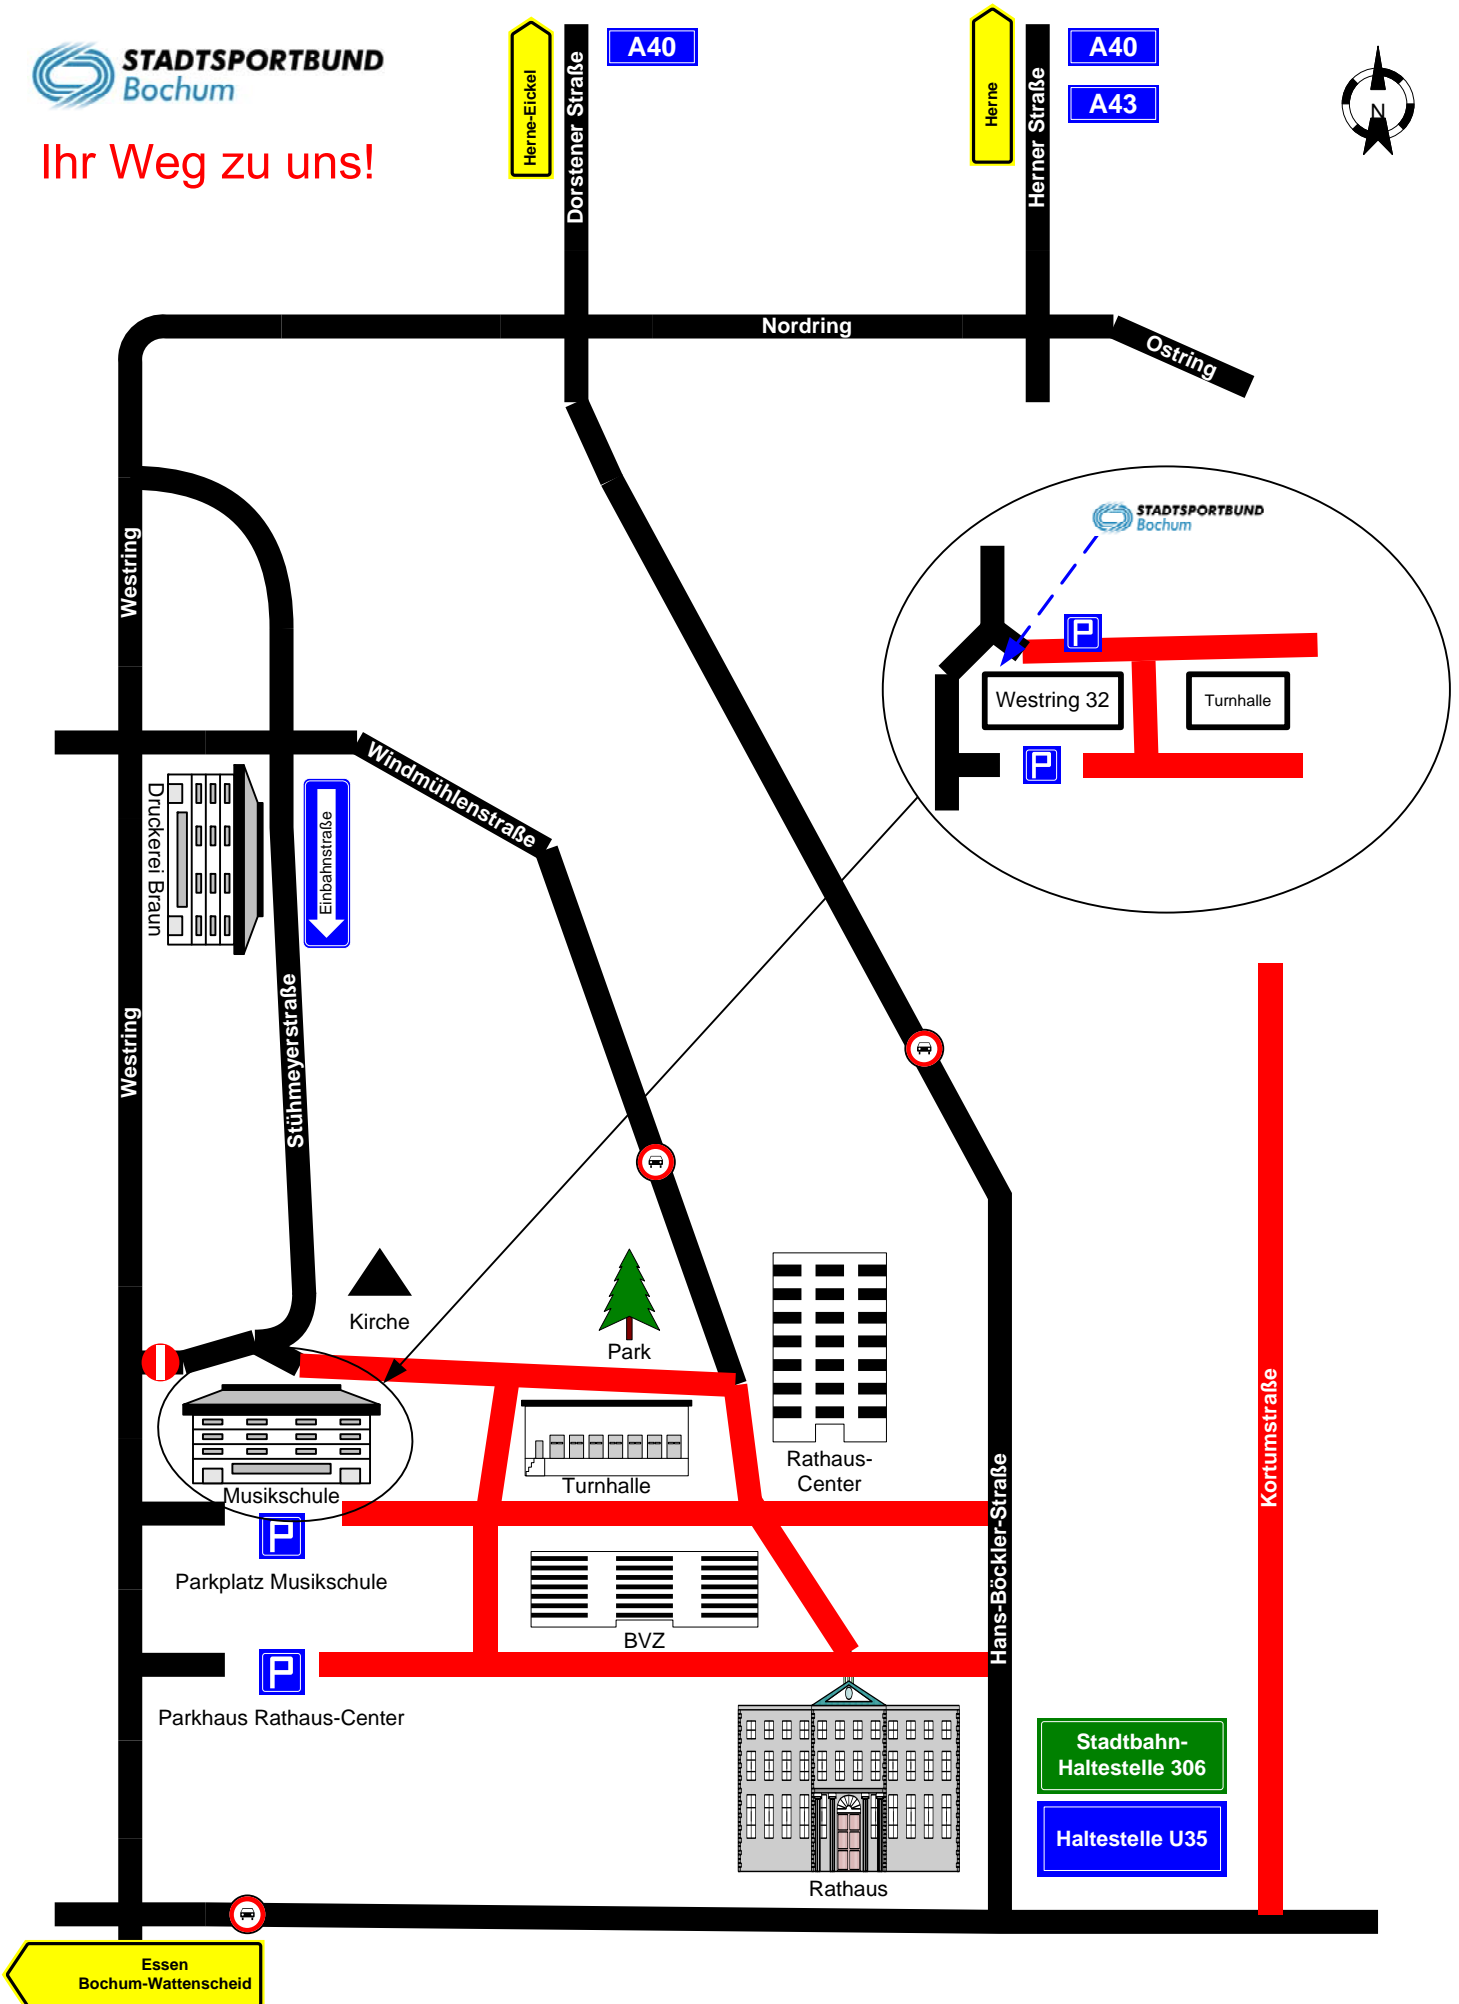 STADTSPORTBUND
Bochum
Ihr Weg zu uns!
Herne-Eickel
Dorstener Straße
A40
Herne
Herner Straße
A40
A43
N
Nordring
Ostring
Westring
STADTSPORTBUND
Bochum
P
Westring 32
Turnhalle
P
Windmühlenstraße
Druckerei Braun
Einbahnstraße
Westring
Stühmeyerstraße
Kirche
Park
Rathaus-
Center
Turnhalle
Musikschule
P
Parkplatz Musikschule
BVZ
P
Parkhaus Rathaus-Center
Hans-Böckler-Straße
Kortumstraße
Stadtbahn-
Haltestelle 306
Haltestelle U35
Rathaus
Essen
Bochum-Wattenscheid